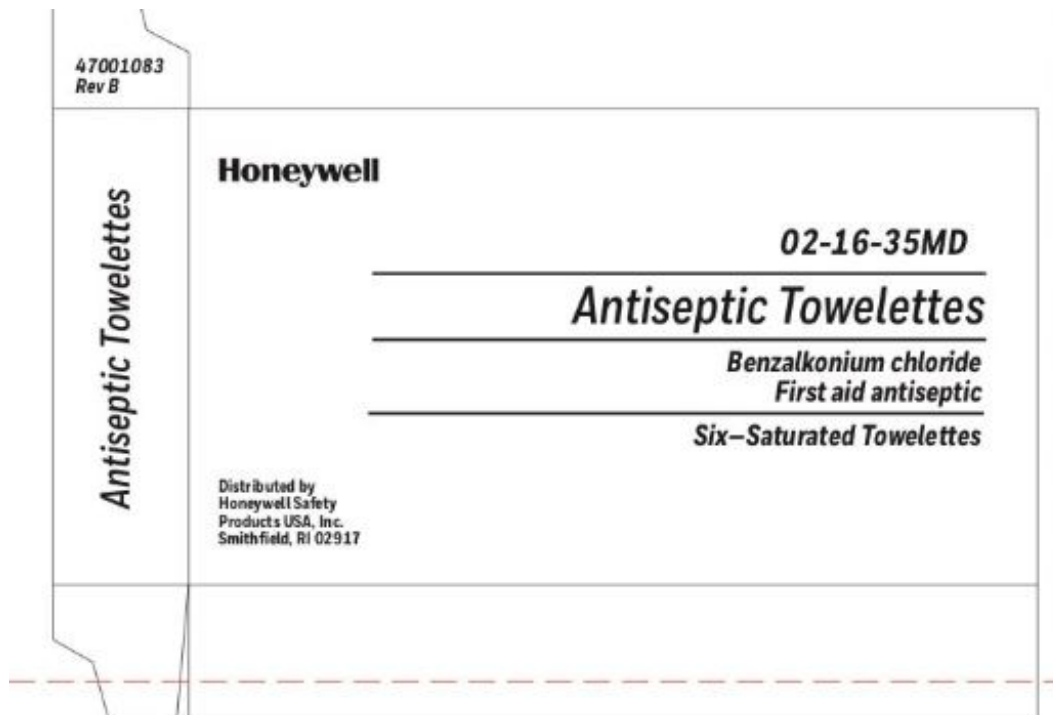 47001083
Rev B
Antiseptic Towelettes
Honeywell
02-16-35MD
Antiseptic Towelettes
Benzalkonium chloride
First aid antiseptic
Six–Saturated Towelettes
Distributed by
Honeywell Safety
Products USA, Inc.
Smithfield, RI 02917